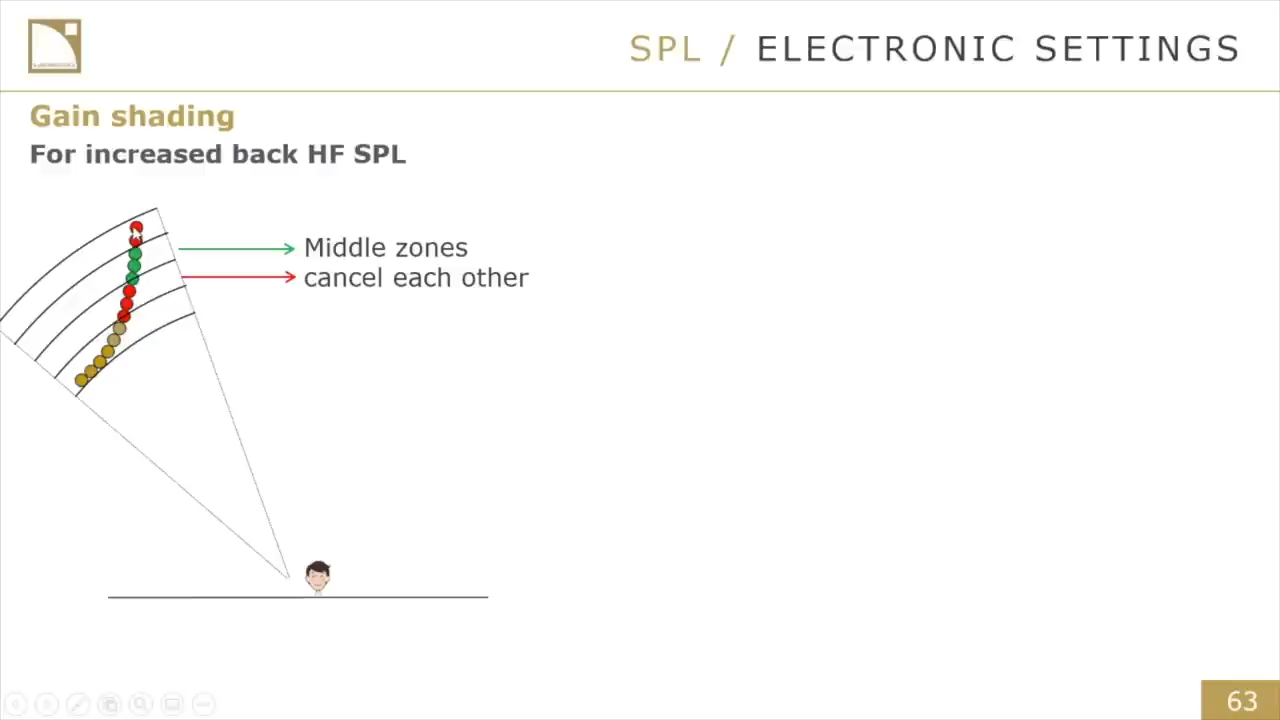 SPL / ELECTRONIC SETTINGS
Gain shading
For increased back HF SPL
Middle zones
cancel each other
63